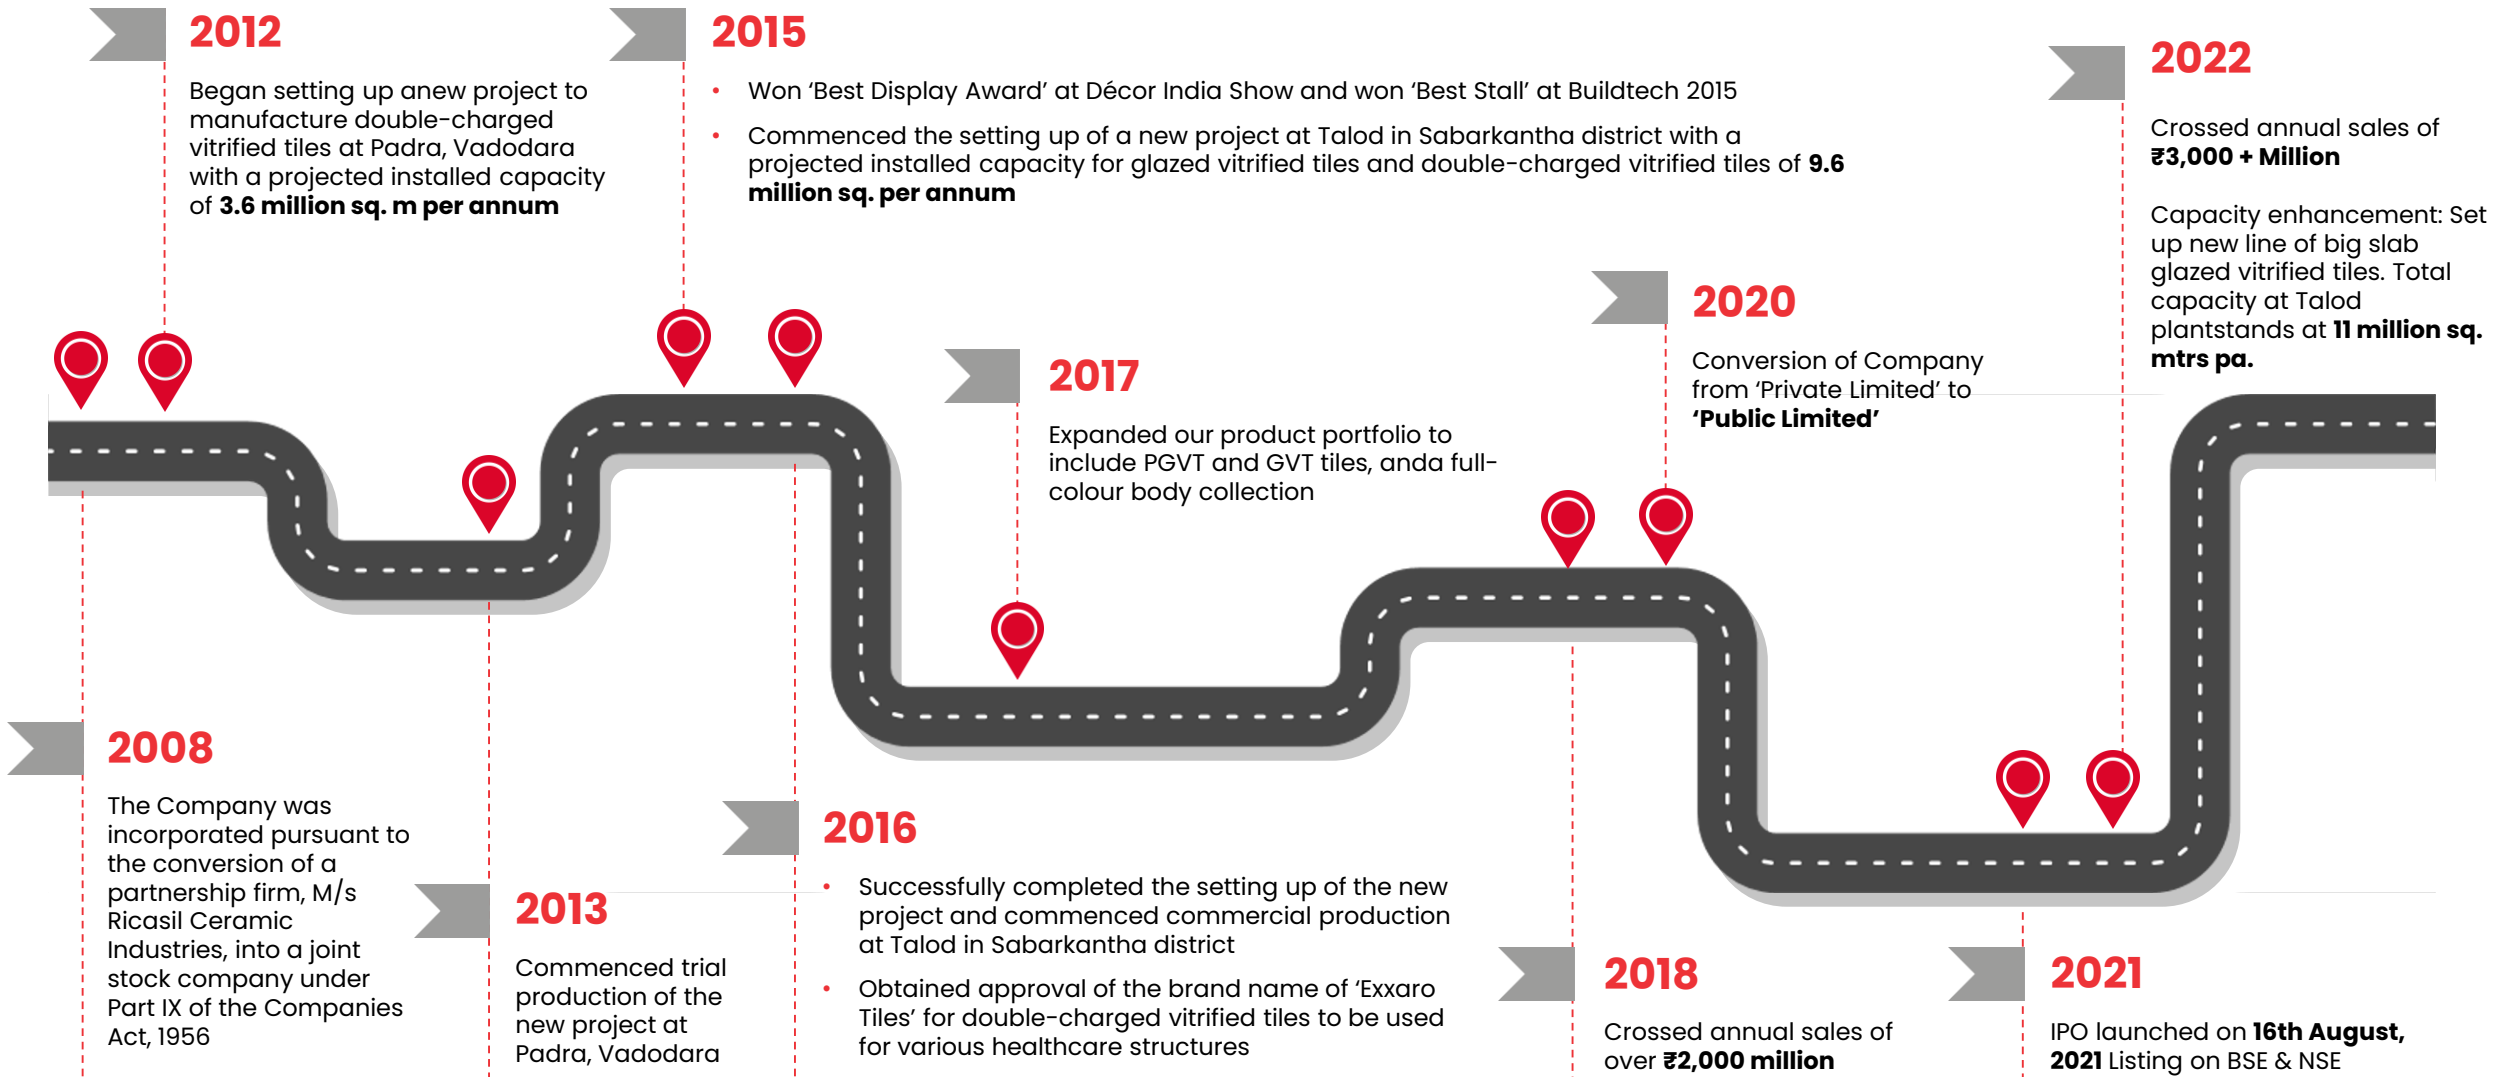 2012
Began setting up anew project to
manufacture double-charged
vitrified tiles at Padra, Vadodara
with a projected installed capacity
of 3.6 million sq. m per annum
2015
• Won ‘Best Display Award’ at Décor India Show and won ‘Best Stall’ at Buildtech 2015
• Commenced the setting up of a new project at Talod in Sabarkantha district with a
projected installed capacity for glazed vitrified tiles and double-charged vitrified tiles of 9.6
million sq. per annum
2022
Crossed annual sales of
₹3,000 + Million
Capacity enhancement: Set
up new line of big slab
glazed vitrified tiles. Total
capacity at Talod
plantstands at 11 million sq.
mtrs pa.
2020
Conversion of Company
from ‘Private Limited’ to
‘Public Limited’
2017
Expanded our product portfolio to
include PGVT and GVT tiles, anda full-
colour body collection
2008
The Company was
incorporated pursuant to
the conversion of a
partnership firm, M/s
Ricasil Ceramic
Industries, into a joint
stock company under
Part IX of the Companies
Act, 1956
2013
Commenced trial
production of the
new project at
Padra, Vadodara
2016
• Successfully completed the setting up of the new
project and commenced commercial production
at Talod in Sabarkantha district
• Obtained approval of the brand name of ‘Exxaro
Tiles’ for double-charged vitrified tiles to be used
for various healthcare structures
2018
Crossed annual sales of
over ₹2,000 million
2021
IPO launched on 16th August,
2021 Listing on BSE & NSE